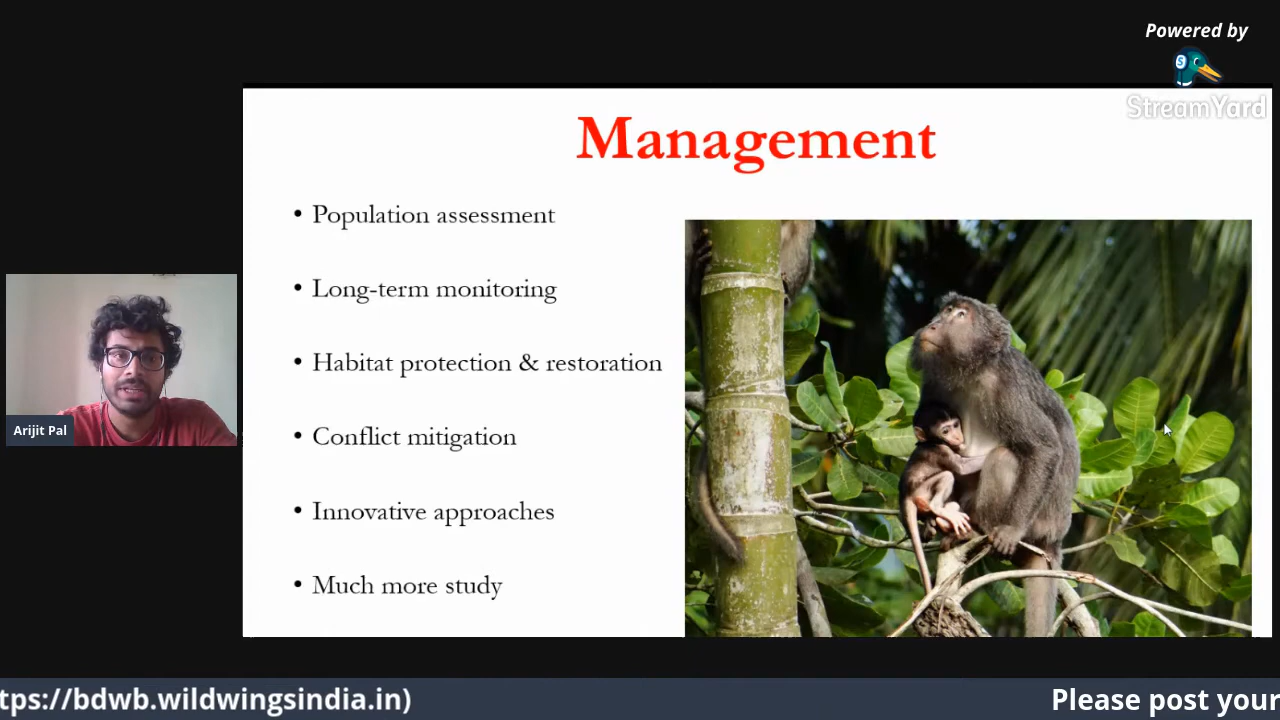 Powered by
S
StreamYard
Management
• Population assessment
• Long-term monitoring
• Habitat protection & restoration
• Conflict mitigation
• Innovative approaches
• Much more study
Arijit Pal
tps://bdwb.wildwingsindia.in) Please post your